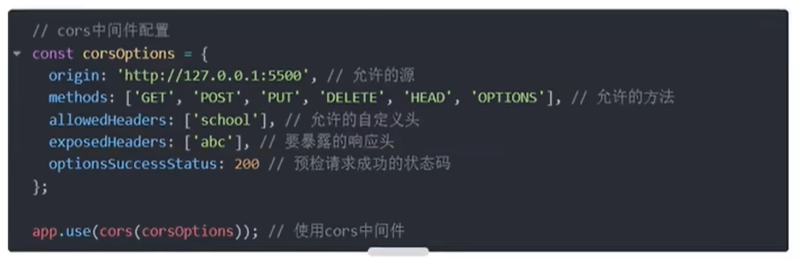 // cors中间件配置
const corsOptions = {
  origin: 'http://127.0.0.1:5500', // 允许的源
  methods: ['GET', 'POST', 'PUT', 'DELETE', 'HEAD', 'OPTIONS'], // 允许的方法
  allowedHeaders: ['school'], // 允许的自定义头
  exposedHeaders: ['abc'], // 要暴露的响应头
  optionsSuccessStatus: 200 // 预检请求成功的状态码
};
app.use(cors(corsOptions)); // 使用cors中间件